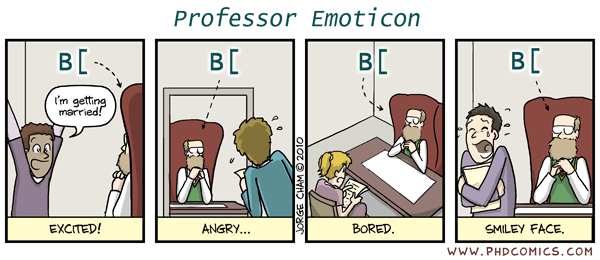 Professor Emoticon
B[
I'm getting
married!
EXCITED!
B[
ANGRY...
JORGE CHAM © 2010
B[
BORED.
B[
SMILEY FACE.
WWW.PHDCOMICS.COM